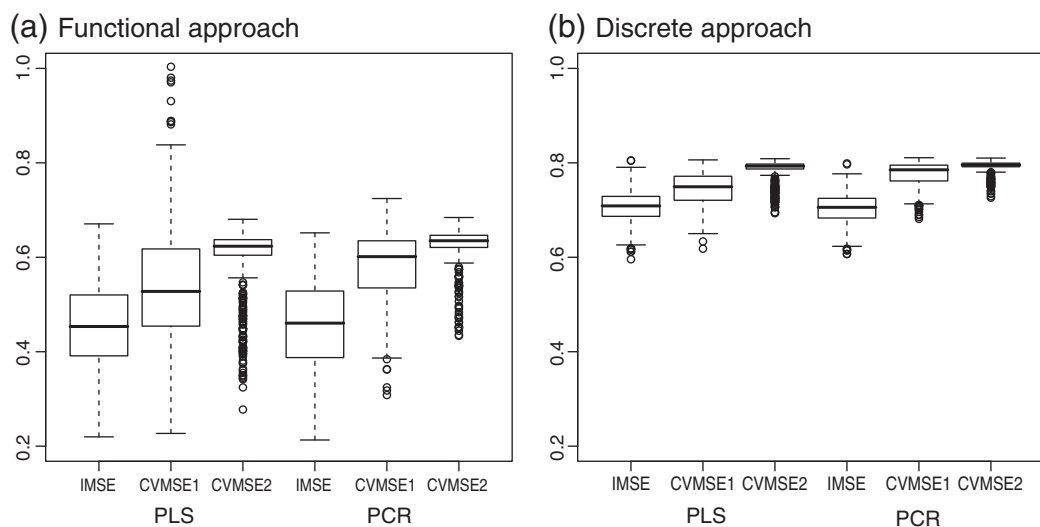 (a) Functional approach
1.0
0.8
0.6
0.4
0.2
IMSE CVMSE1 CVMSE2 IMSE CVMSE1 CVMSE2
PLS PCR
(b) Discrete approach
1.0
0.8
0.6
0.4
0.2
IMSE CVMSE1 CVMSE2 IMSE CVMSE1 CVMSE2
PLS PCR